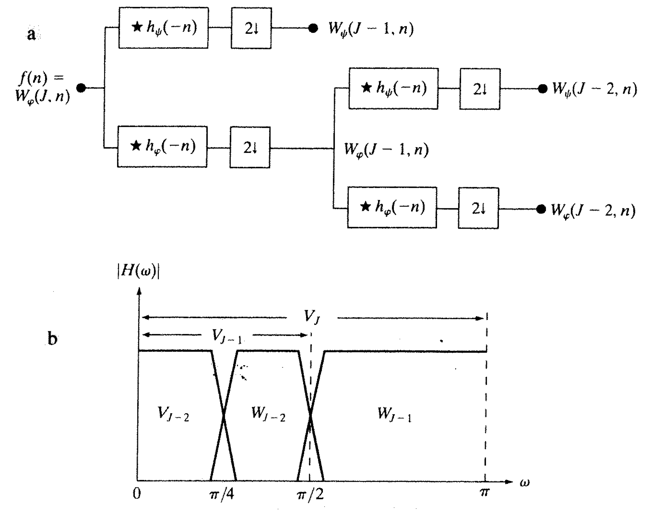 a
★ h_ψ(−n)
2↓
W_ψ(J − 1, n)
f(n) =
W_φ(J, n)
★ h_ψ(−n)
2↓
W_ψ(J − 2, n)
★ h_φ(−n)
2↓
W_φ(J − 1, n)
★ h_φ(−n)
2↓
W_φ(J − 2, n)
|H(ω)|
V_J
b
V_{J−1}
V_{J−2}
W_{J−2}
W_{J−1}
0
π/4
π/2
π
ω